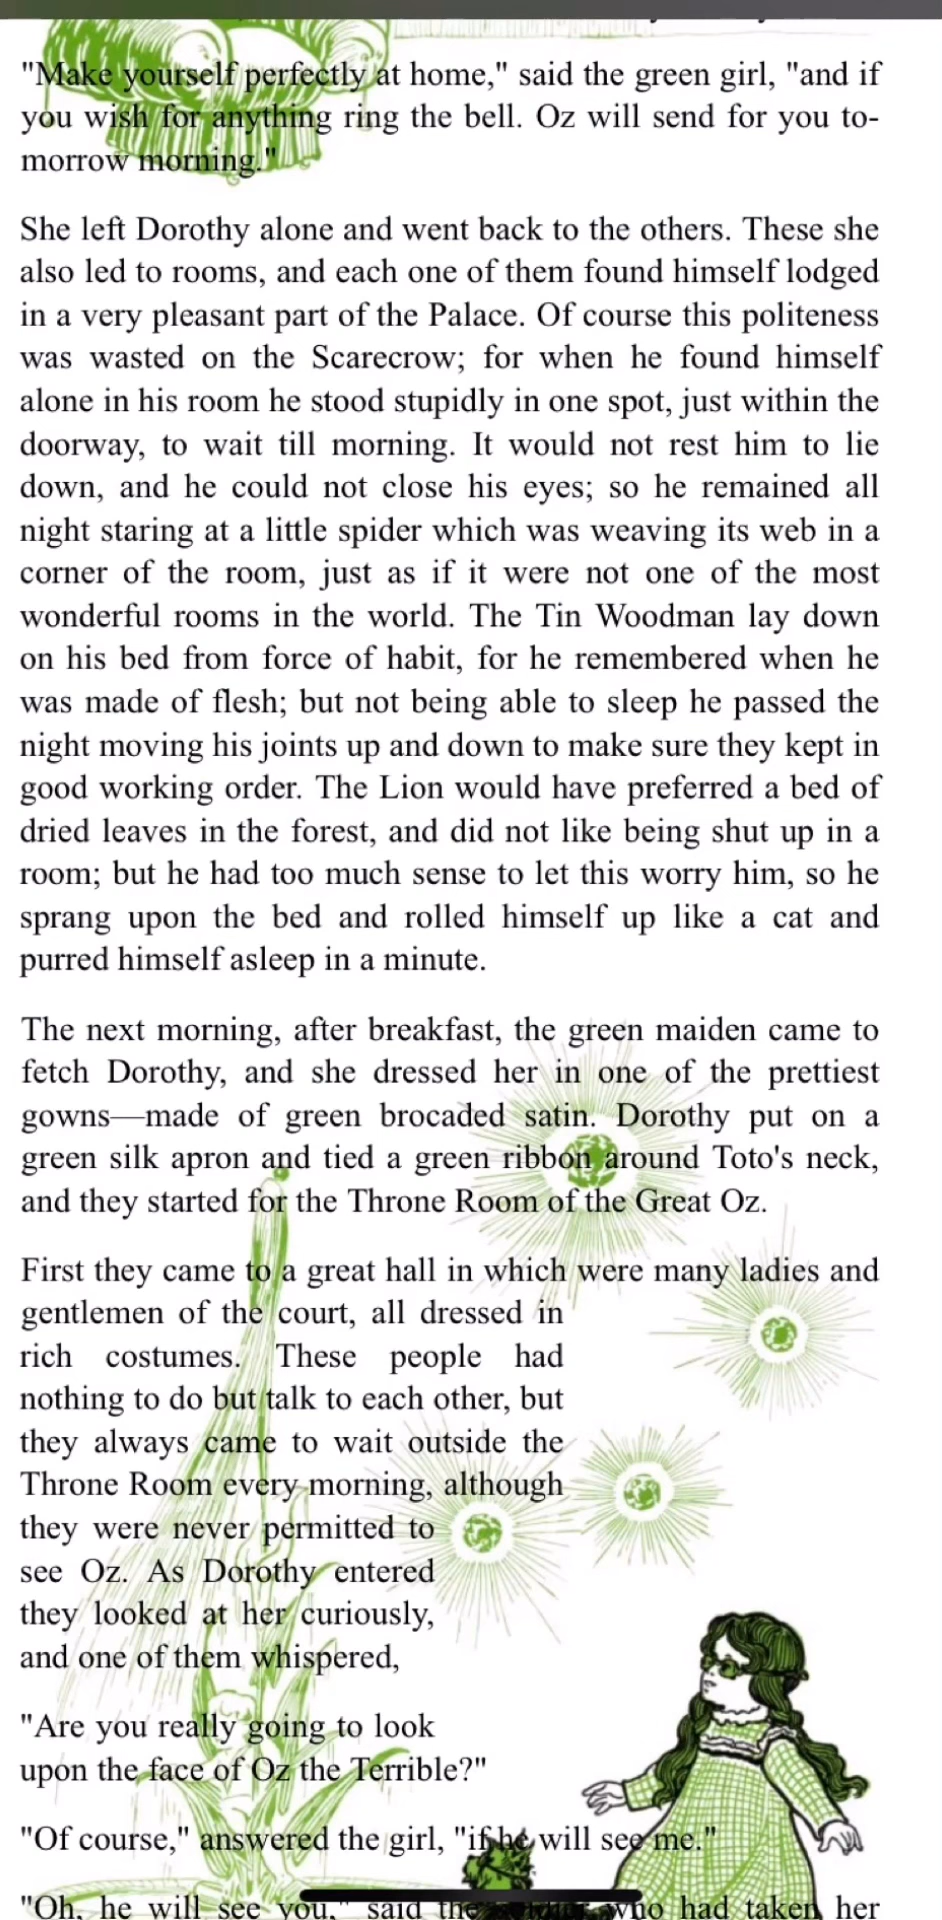 "Make yourself perfectly at home," said the green girl, "and if
you wish for anything ring the bell. Oz will send for you to-
morrow morning."
She left Dorothy alone and went back to the others. These she
also led to rooms, and each one of them found himself lodged
in a very pleasant part of the Palace. Of course this politeness
was wasted on the Scarecrow; for when he found himself
alone in his room he stood stupidly in one spot, just within the
doorway, to wait till morning. It would not rest him to lie
down, and he could not close his eyes; so he remained all
night staring at a little spider which was weaving its web in a
corner of the room, just as if it were not one of the most
wonderful rooms in the world. The Tin Woodman lay down
on his bed from force of habit, for he remembered when he
was made of flesh; but not being able to sleep he passed the
night moving his joints up and down to make sure they kept in
good working order. The Lion would have preferred a bed of
dried leaves in the forest, and did not like being shut up in a
room; but he had too much sense to let this worry him, so he
sprang upon the bed and rolled himself up like a cat and
purred himself asleep in a minute.
The next morning, after breakfast, the green maiden came to
fetch Dorothy, and she dressed her in one of the prettiest
gowns—made of green brocaded satin. Dorothy put on a
green silk apron and tied a green ribbon around Toto's neck,
and they started for the Throne Room of the Great Oz.
First they came to a great hall in which were many ladies and
gentlemen of the court, all dressed in
rich costumes. These people had
nothing to do but talk to each other, but
they always came to wait outside the
Throne Room every morning, although
they were never permitted to
see Oz. As Dorothy entered
they looked at her curiously,
and one of them whispered,
"Are you really going to look
upon the face of Oz the Terrible?"
"Of course," answered the girl, "if he will see me."
"Oh, he will see you," said the who had taken her